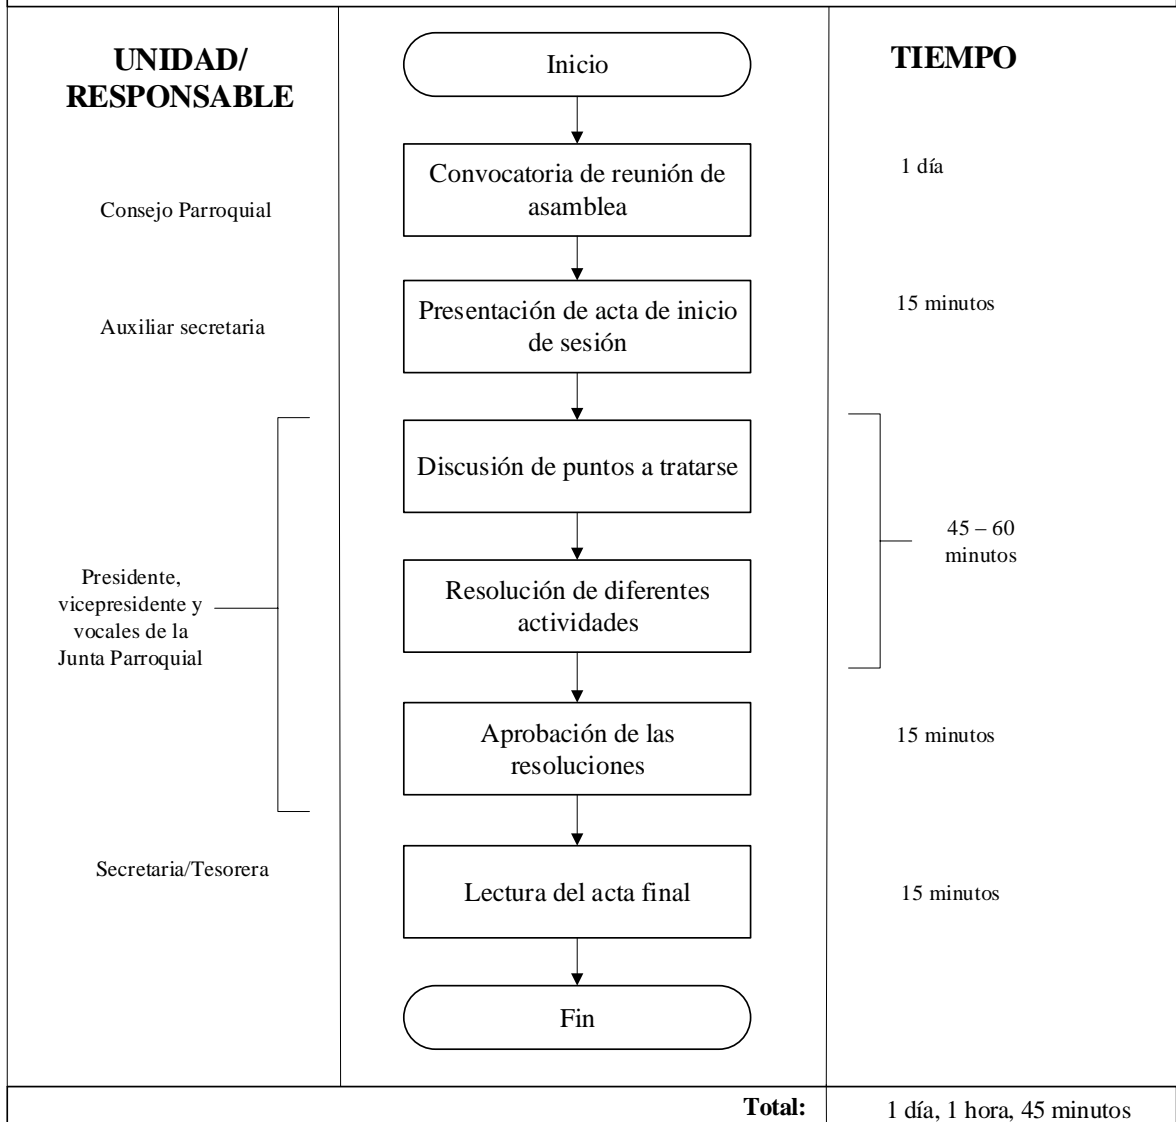 UNIDAD/
RESPONSABLE
Inicio
TIEMPO
Consejo Parroquial
Convocatoria de reunión de
asamblea
1 día
Auxiliar secretaria
Presentación de acta de inicio
de sesión
15 minutos
Discusión de puntos a tratarse
45 – 60
minutos
Presidente,
vicepresidente y
vocales de la
Junta Parroquial
Resolución de diferentes
actividades
Aprobación de las
resoluciones
15 minutos
Secretaria/Tesorera
Lectura del acta final
15 minutos
Fin
Total:
1 día, 1 hora, 45 minutos